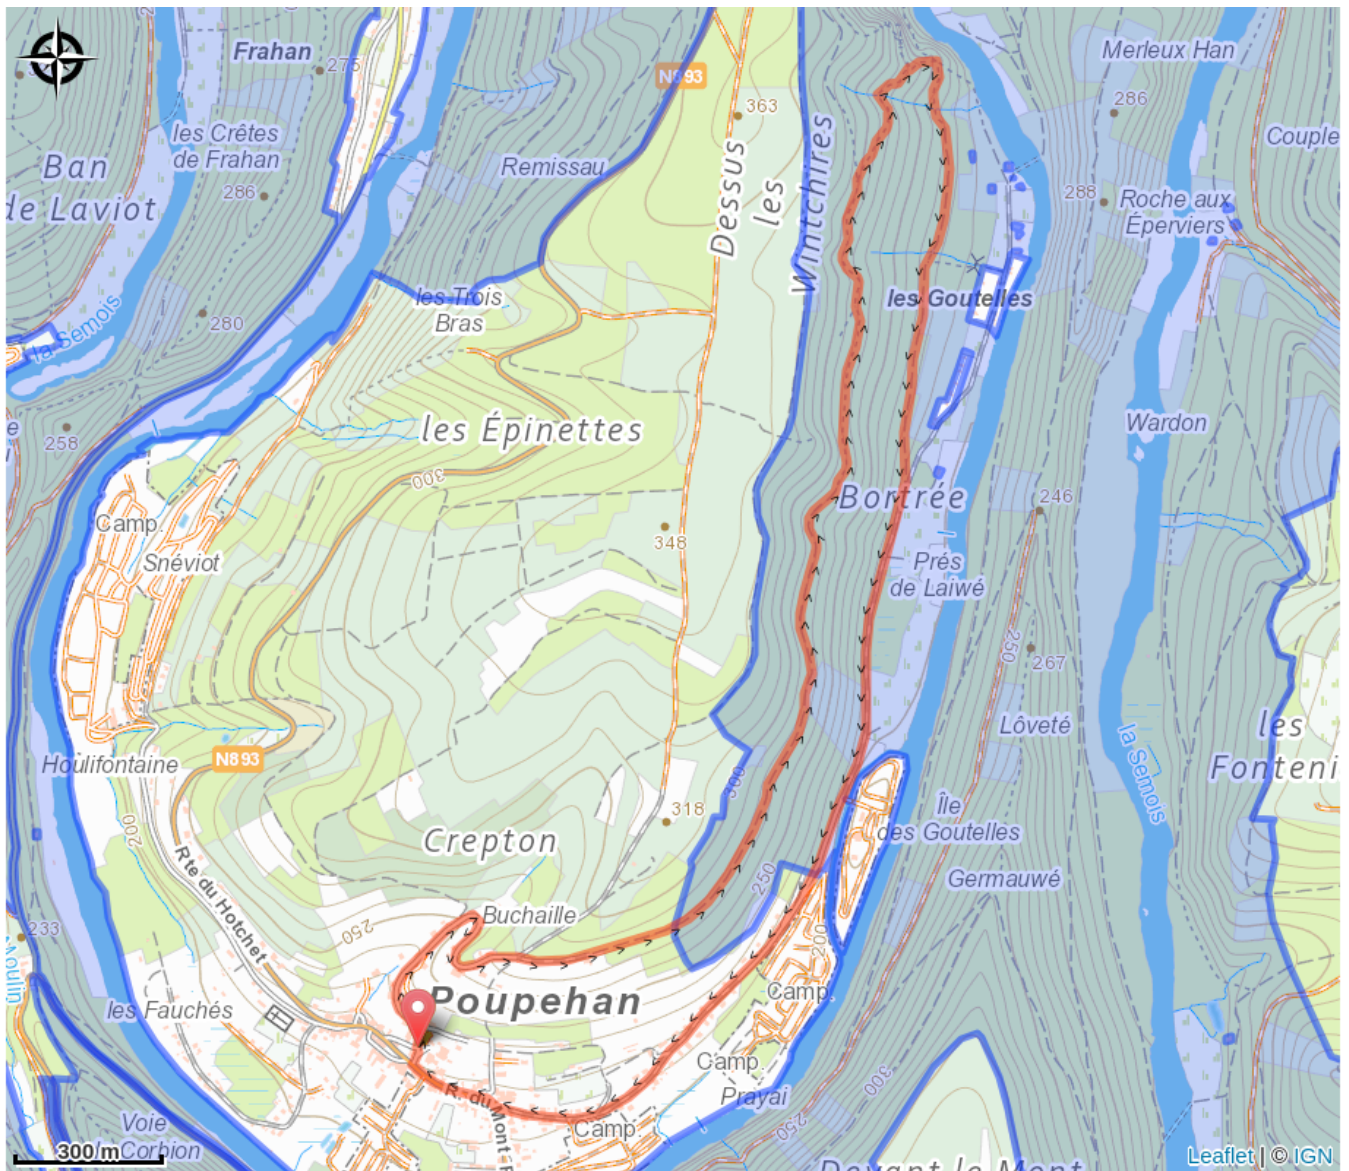 Frahan
275
N893
Merleux Han
363
286
les Crêtes
de Frahan
Couple
Ban
de Laviot
286
Remissau
Dessus
les
Wintchires
288
Roche aux
Éperviers
la Semois
280
les Trois
Bras
les Goutelles
les Épinettes
Wardon
258
300
Bortrée
246
Camp.
Snéviot
348
Prés
de Laiwé
250
267
Lôveté
les
Fonteni
Houlifontaine
N893
300
la Semois
200
318
Île
des Goutelles
Crepton
Rte du Hotchet
250
Germauwé
Buchaille
250
233
200
Moulin
les Fauchés
Poupehan
Camp.
Camp.
Prayai
300
R. du Mont
Camp.
250
Voie
Corbion
300 m
Devant le Mont
Leaflet | © IGN